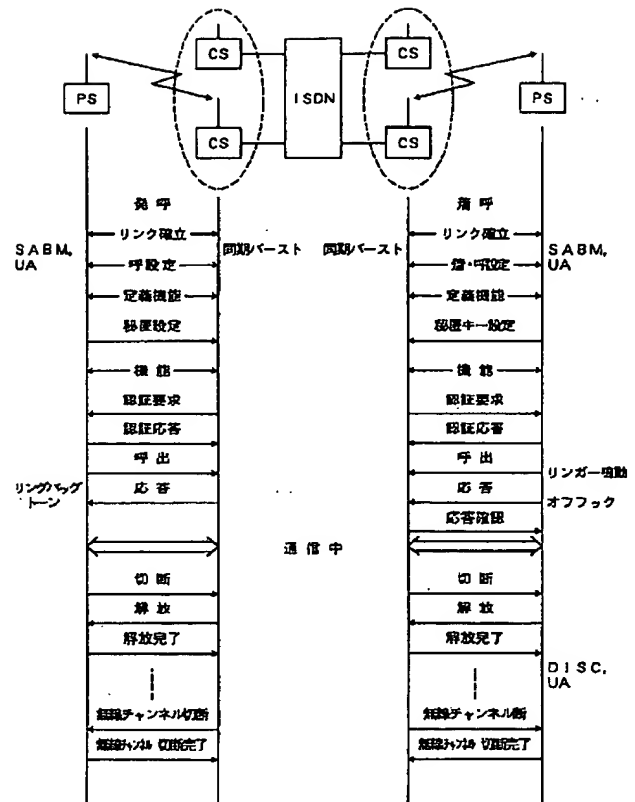 CS
CS
ISDN
PS
PS
CS
CS
発呼
着呼
リンク確立
同期バースト
同期バースト
リンク確立
SABM,
UA
SABM,
UA
呼設定
着・呼設定
定義機能
定義機能
秘匿設定
秘匿キー設定
機能
機能
認証要求
認証要求
認証応答
認証応答
呼出
呼出
リンガー鳴動
リングバッグ
トーン
応答
応答
オフフック
応答確認
通信中
切断
切断
解放
解放
解放完了
解放完了
DISC,
UA
無線チャンネル切断
無線チャンネル断
無線チャンネル 切断完了
無線チャンネル 切断完了